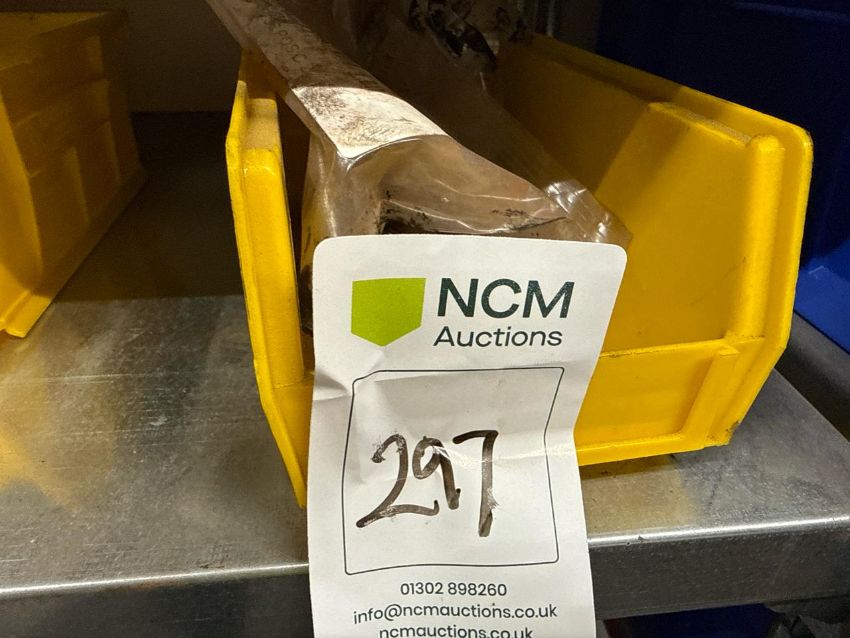 NCM
Auctions
297
01302 898260
info@ncmauctions.co.uk
ncmauctions.co.uk